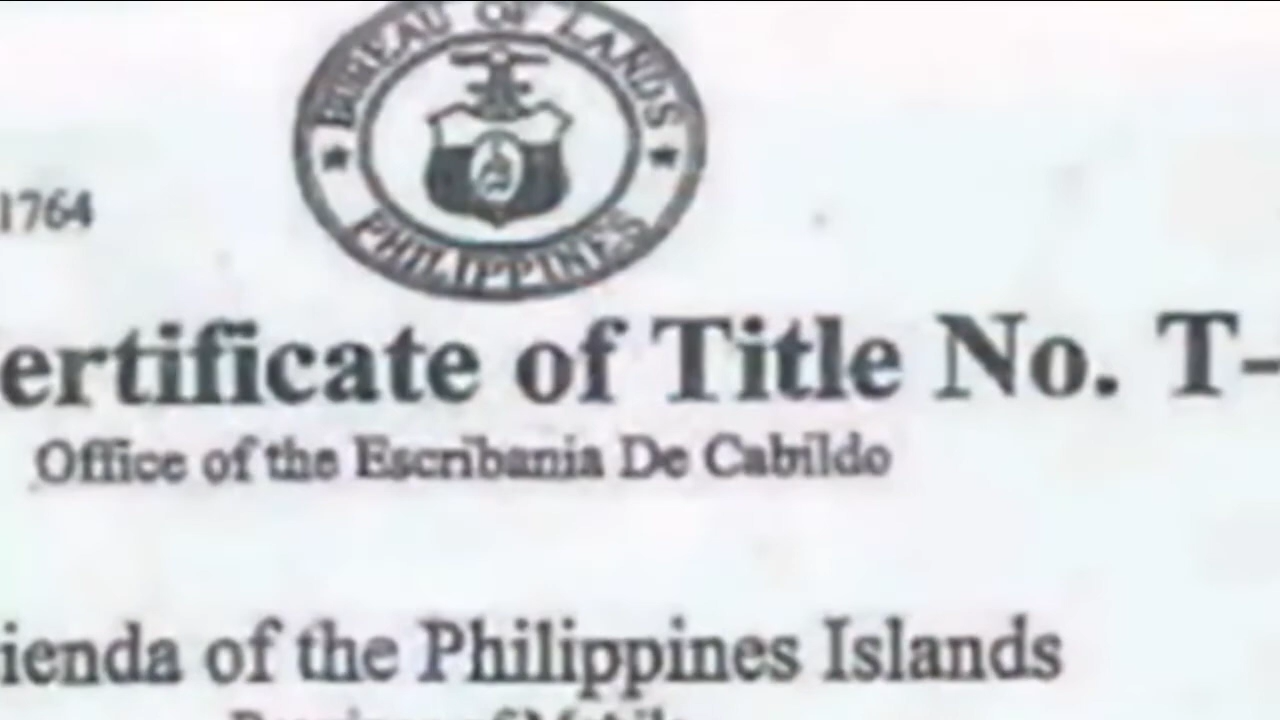 BUREAU OF LANDS
PHILIPPINES
1764
ertificate of Title No. T-
Office of the Escribania De Cabildo
ienda of the Philippines Islands